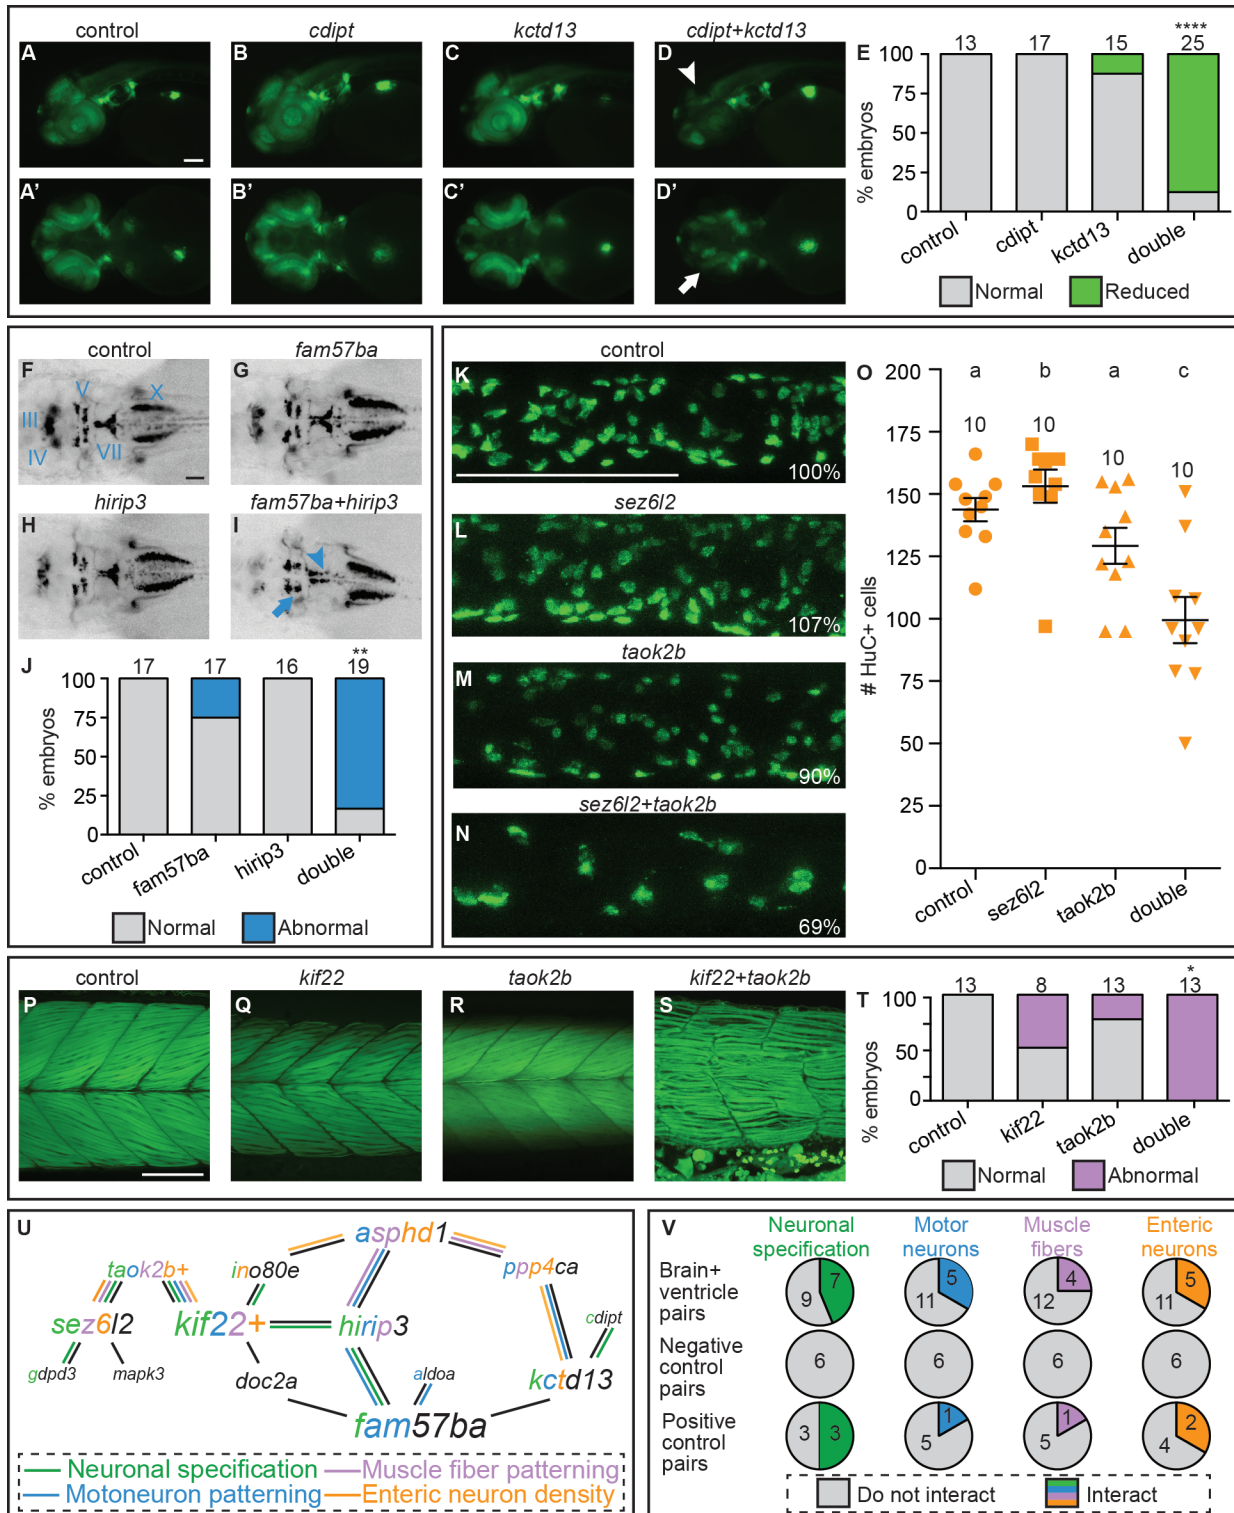 control
cdipt
kctd13
cdipt+kctd13
A
B
C
D
A'
B'
C'
D'
E
****
13
17
15
25
100
75
50
25
0
% embryos
control
cdipt
kctd13
double
Normal
Reduced
control
fam57ba
F
G
III
IV
V
VII
X
hirip3
fam57ba+hirip3
H
I
J
**
17
17
16
19
100
75
50
25
0
% embryos
control
fam57ba
hirip3
double
Normal
Abnormal
control
K
100%
sez6l2
L
107%
taok2b
M
90%
sez6l2+taok2b
N
69%
O
200
175
150
125
100
75
50
25
0
# HuC+ cells
a
b
a
c
10
10
10
10
control
sez6l2
taok2b
double
control
kif22
taok2b
kif22+taok2b
P
Q
R
S
T
*
13
8
13
13
100
50
0
% embryos
control
kif22
taok2b
double
Normal
Abnormal
U
asphd1
taok2b+
ino80e
ppp4ca
sez6l2
kif22+
hirip3
cdipt
gdpd3
mapk3
doc2a
aldoa
kctd13
fam57ba
Neuronal specification
Muscle fiber patterning
Motoneuron patterning
Enteric neuron density
V
Neuronal
specification
Motor
neurons
Muscle
fibers
Enteric
neurons
Brain+
ventricle
pairs
9
7
11
5
12
4
11
5
Negative
control
pairs
6
6
6
6
Positive
control
pairs
3
3
5
1
5
1
4
2
Do not interact
Interact